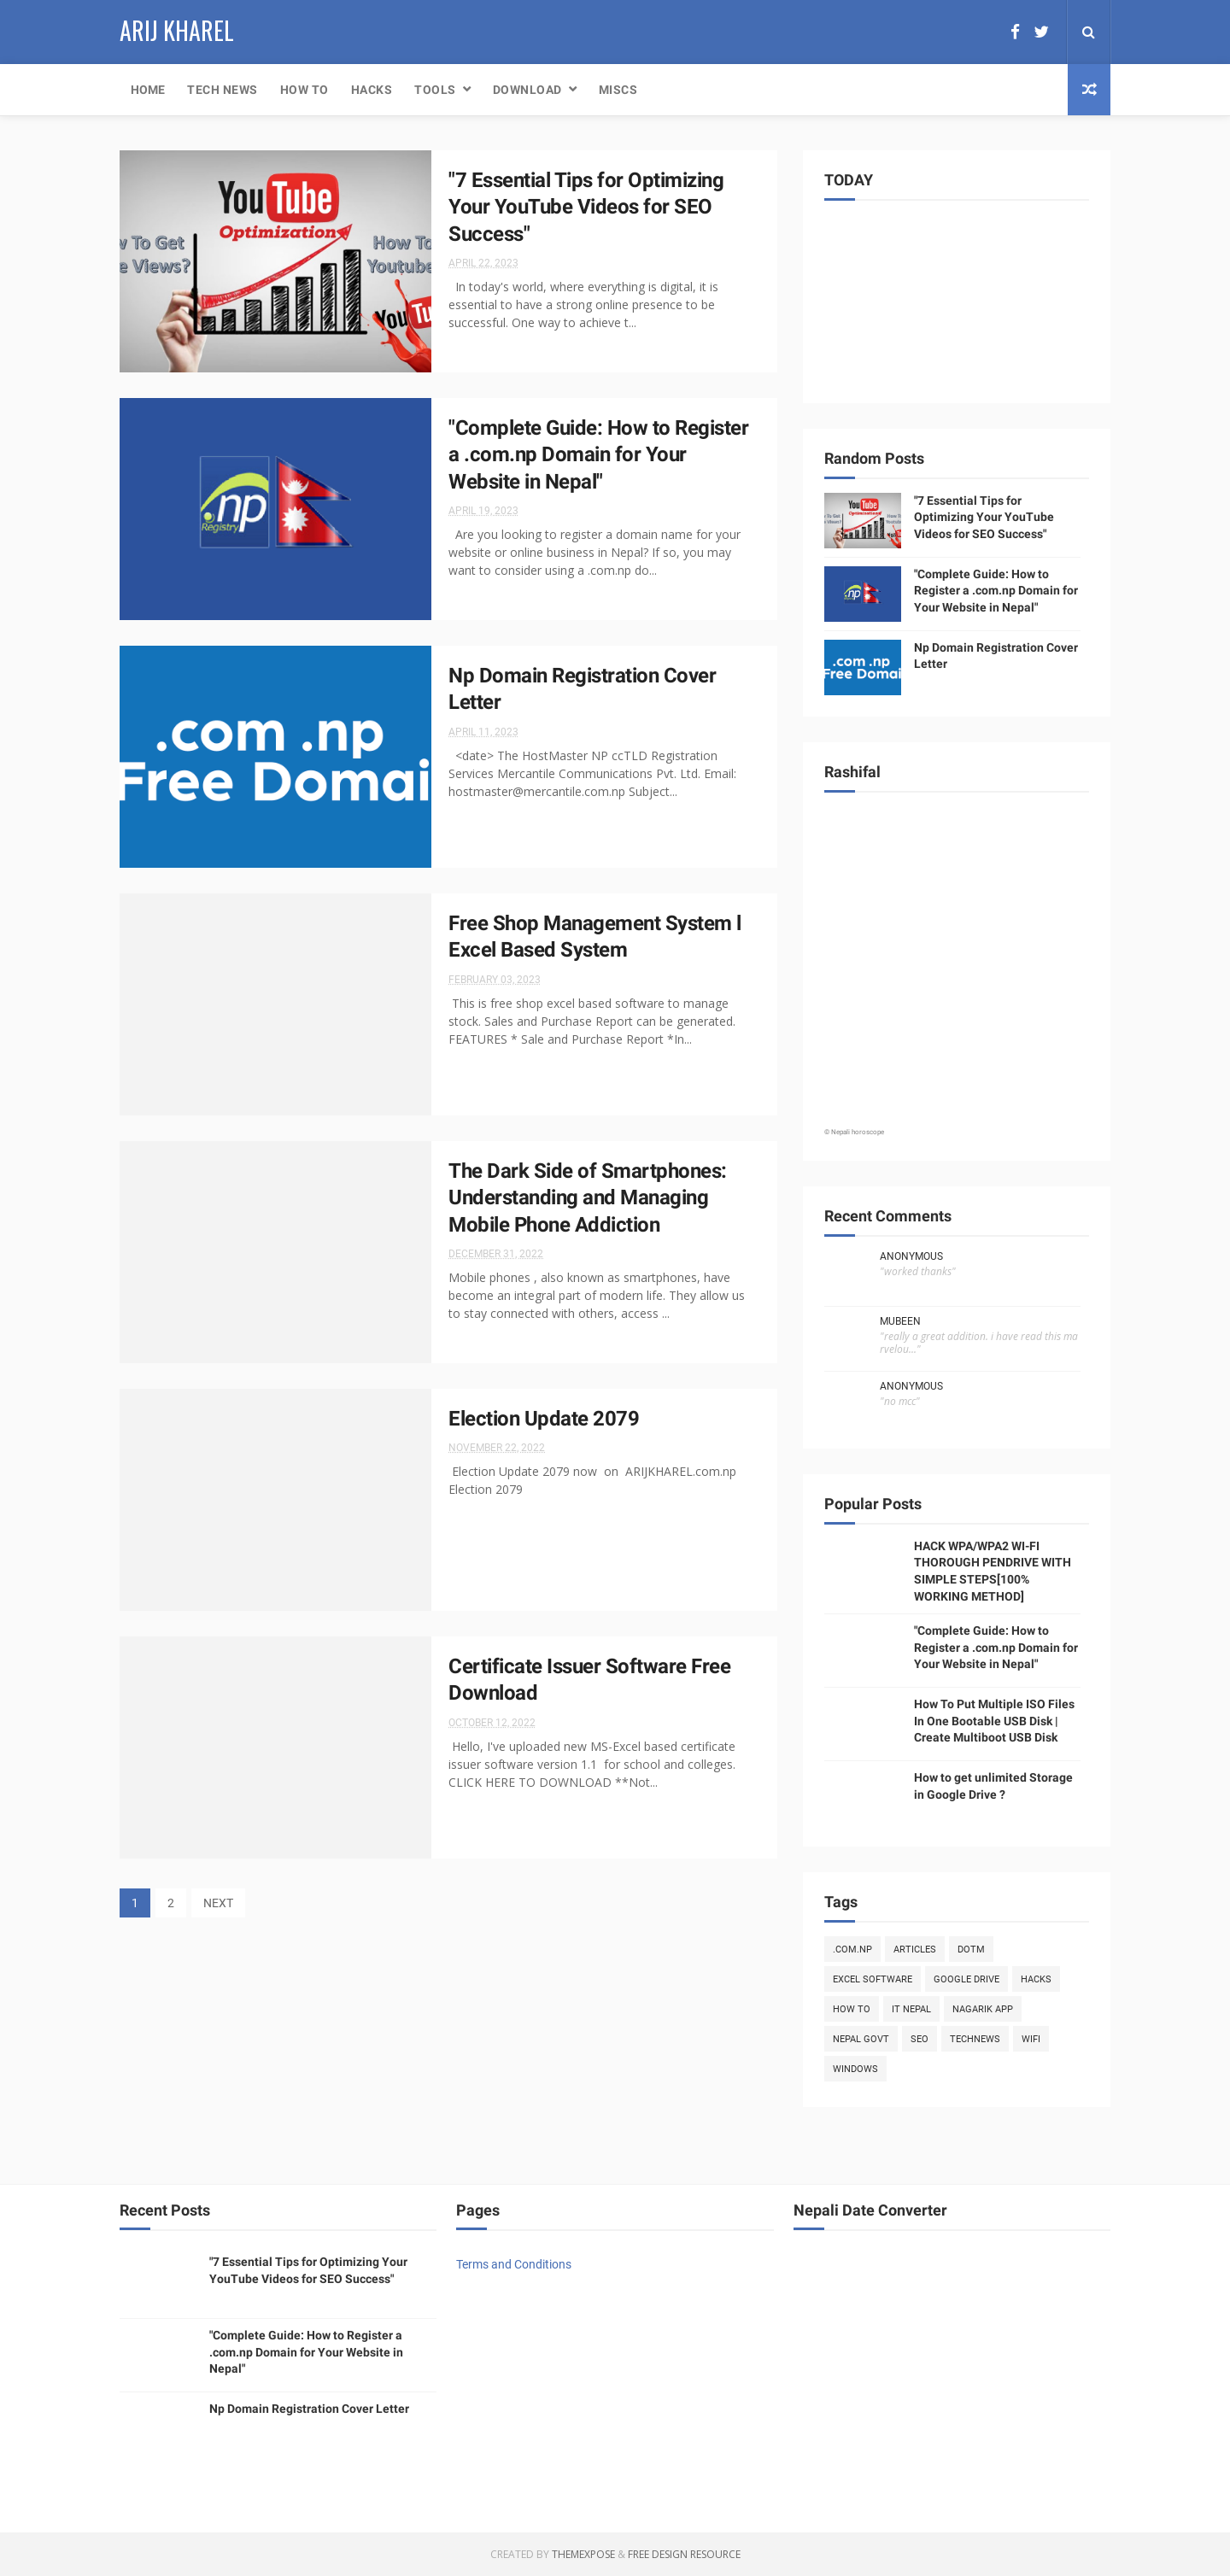 ARIJ KHAREL
HOME TECH NEWS HOW TO HACKS TOOLS DOWNLOAD MISCS
YouTube
Optimization
How To Get
Views?
How To
Youtub
You Tu
"7 Essential Tips for Optimizing
Your YouTube Videos for SEO
Success"
APRIL 22, 2023
In today's world, where everything is digital, it is
essential to have a strong online presence to be
successful. One way to achieve t...
.np
Registry
"Complete Guide: How to Register
a .com.np Domain for Your
Website in Nepal"
APRIL 19, 2023
Are you looking to register a domain name for your
website or online business in Nepal? If so, you may
want to consider using a .com.np do...
.com .np
Free Domai
Np Domain Registration Cover
Letter
APRIL 11, 2023
<date> The HostMaster NP ccTLD Registration
Services Mercantile Communications Pvt. Ltd. Email:
hostmaster@mercantile.com.np Subject...
Free Shop Management System l
Excel Based System
FEBRUARY 03, 2023
This is free shop excel based software to manage
stock. Sales and Purchase Report can be generated.
FEATURES * Sale and Purchase Report *In...
The Dark Side of Smartphones:
Understanding and Managing
Mobile Phone Addiction
DECEMBER 31, 2022
Mobile phones , also known as smartphones, have
become an integral part of modern life. They allow us
to stay connected with others, access ...
Election Update 2079
NOVEMBER 22, 2022
Election Update 2079 now on ARIJKHAREL.com.np
Election 2079
Certificate Issuer Software Free
Download
OCTOBER 12, 2022
Hello, I've uploaded new MS-Excel based certificate
issuer software version 1.1 for school and colleges.
CLICK HERE TO DOWNLOAD **Not...
1 2 NEXT
TODAY
Random Posts
YouTube
"7 Essential Tips for
Optimizing Your YouTube
Videos for SEO Success"
.np
"Complete Guide: How to
Register a .com.np Domain for
Your Website in Nepal"
.com .np
Free Domai
Np Domain Registration Cover
Letter
Rashifal
© Nepali horoscope
Recent Comments
ANONYMOUS
"worked thanks"
MUBEEN
"really a great addition. i have read this ma
rvelou..."
ANONYMOUS
"no mcc"
Popular Posts
HACK WPA/WPA2 WI-FI
THOROUGH PENDRIVE WITH
SIMPLE STEPS[100%
WORKING METHOD]
"Complete Guide: How to
Register a .com.np Domain for
Your Website in Nepal"
How To Put Multiple ISO Files
In One Bootable USB Disk |
Create Multiboot USB Disk
How to get unlimited Storage
in Google Drive ?
Tags
.COM.NP ARTICLES DOTM
EXCEL SOFTWARE GOOGLE DRIVE HACKS
HOW TO IT NEPAL NAGARIK APP
NEPAL GOVT SEO TECHNEWS WIFI
WINDOWS
Recent Posts
"7 Essential Tips for Optimizing Your
YouTube Videos for SEO Success"
"Complete Guide: How to Register a
.com.np Domain for Your Website in
Nepal"
Np Domain Registration Cover Letter
Pages
Terms and Conditions
Nepali Date Converter
CREATED BY THEMEXPOSE & FREE DESIGN RESOURCE